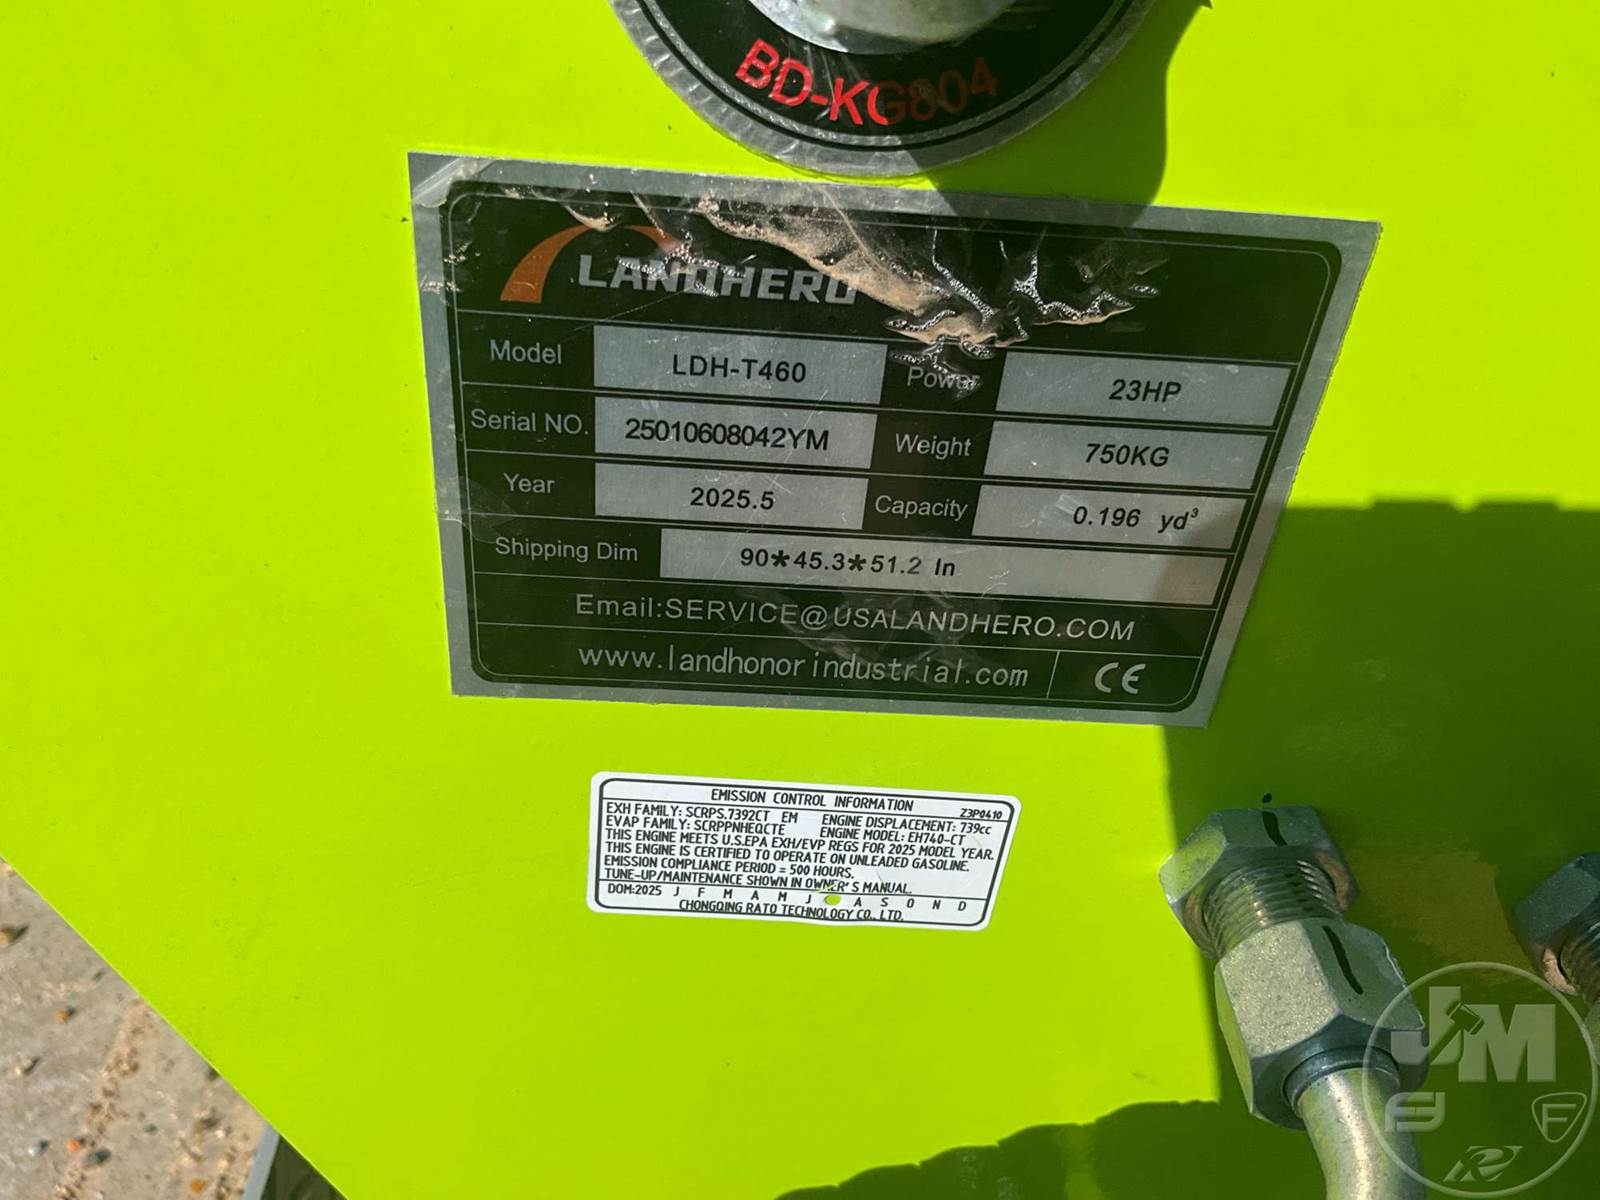 BD-KG804
LANDHERO
Model LDH-T460 Power 23HP
Serial NO. 25010608042YM Weight 750KG
Year 2025.5 Capacity 0.196 yd³
Shipping Dim 90*45.3*51.2 In
Email:SERVICE@USALANDHERO.COM
www.landhonorindustrial.com CE
EMISSION CONTROL INFORMATION Z3P0410
EXH FAMILY: SCRPS.7392CT EM ENGINE DISPLACEMENT: 739cc
EVAP FAMILY: SCRPPNHEQCTE ENGINE MODEL: EH740-CT
THIS ENGINE MEETS U.S.EPA EXH/EVP REGS FOR 2025 MODEL YEAR.
THIS ENGINE IS CERTIFIED TO OPERATE ON UNLEADED GASOLINE.
EMISSION COMPLIANCE PERIOD = 500 HOURS.
TUNE-UP/MAINTENANCE SHOWN IN OWNER'S MANUAL.
DOM:2025 J F M A M J A S O N D
CHONGQING RATO TECHNOLOGY CO., LTD.
JM